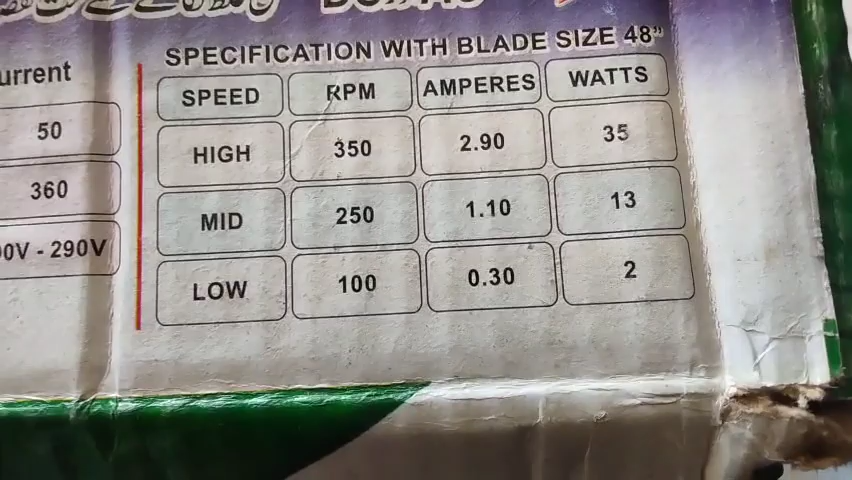 SPECIFICATION WITH BLADE SIZE 48"
urrent
SPEED RPM AMPERES WATTS
50
HIGH 350 2.90 35
360
MID 250 1.10 13
0V - 290V
LOW 100 0.30 2